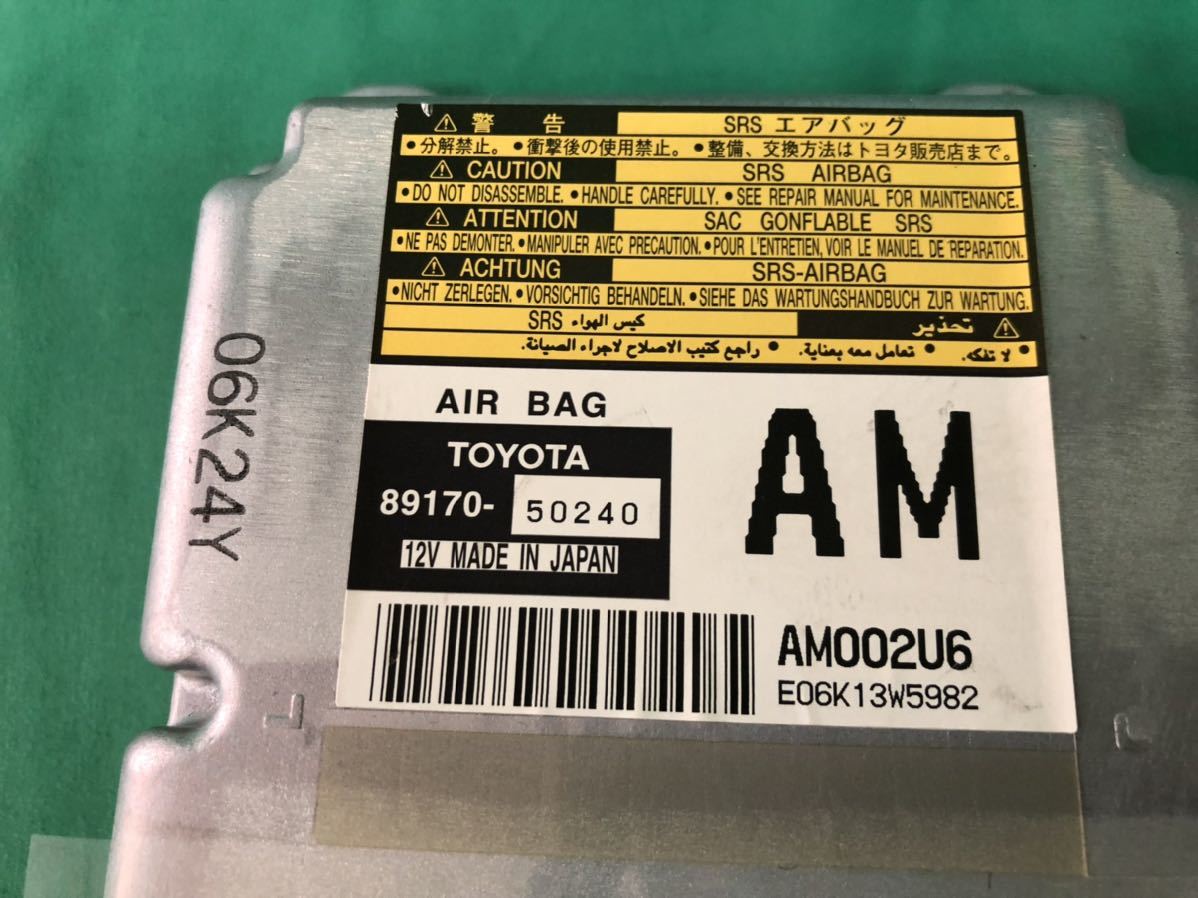 ⚠ 警 告 SRS エアバッグ
•分解禁止。 •衝撃後の使用禁止。 •整備、交換方法はトヨタ販売店まで。
⚠ CAUTION SRS AIRBAG
•DO NOT DISASSEMBLE. •HANDLE CAREFULLY. •SEE REPAIR MANUAL FOR MAINTENANCE.
⚠ ATTENTION SAC GONFLABLE SRS
•NE PAS DEMONTER. •MANIPULER AVEC PRECAUTION. •POUR L'ENTRETIEN, VOIR LE MANUEL DE REPARATION.
⚠ ACHTUNG SRS-AIRBAG
•NICHT ZERLEGEN. •VORSICHTIG BEHANDELN. •SIEHE DAS WARTUNGSHANDBUCH ZUR WARTUNG.
⚠ تحذير كيس الهواء SRS
• لا تفكه. • تعامل معه بعناية. • راجع كتيب الاصلاح لاجراء الصيانة.
AIR BAG
TOYOTA
89170- 50240
12V MADE IN JAPAN
AM
AM002U6
E06K13W5982
06K24Y